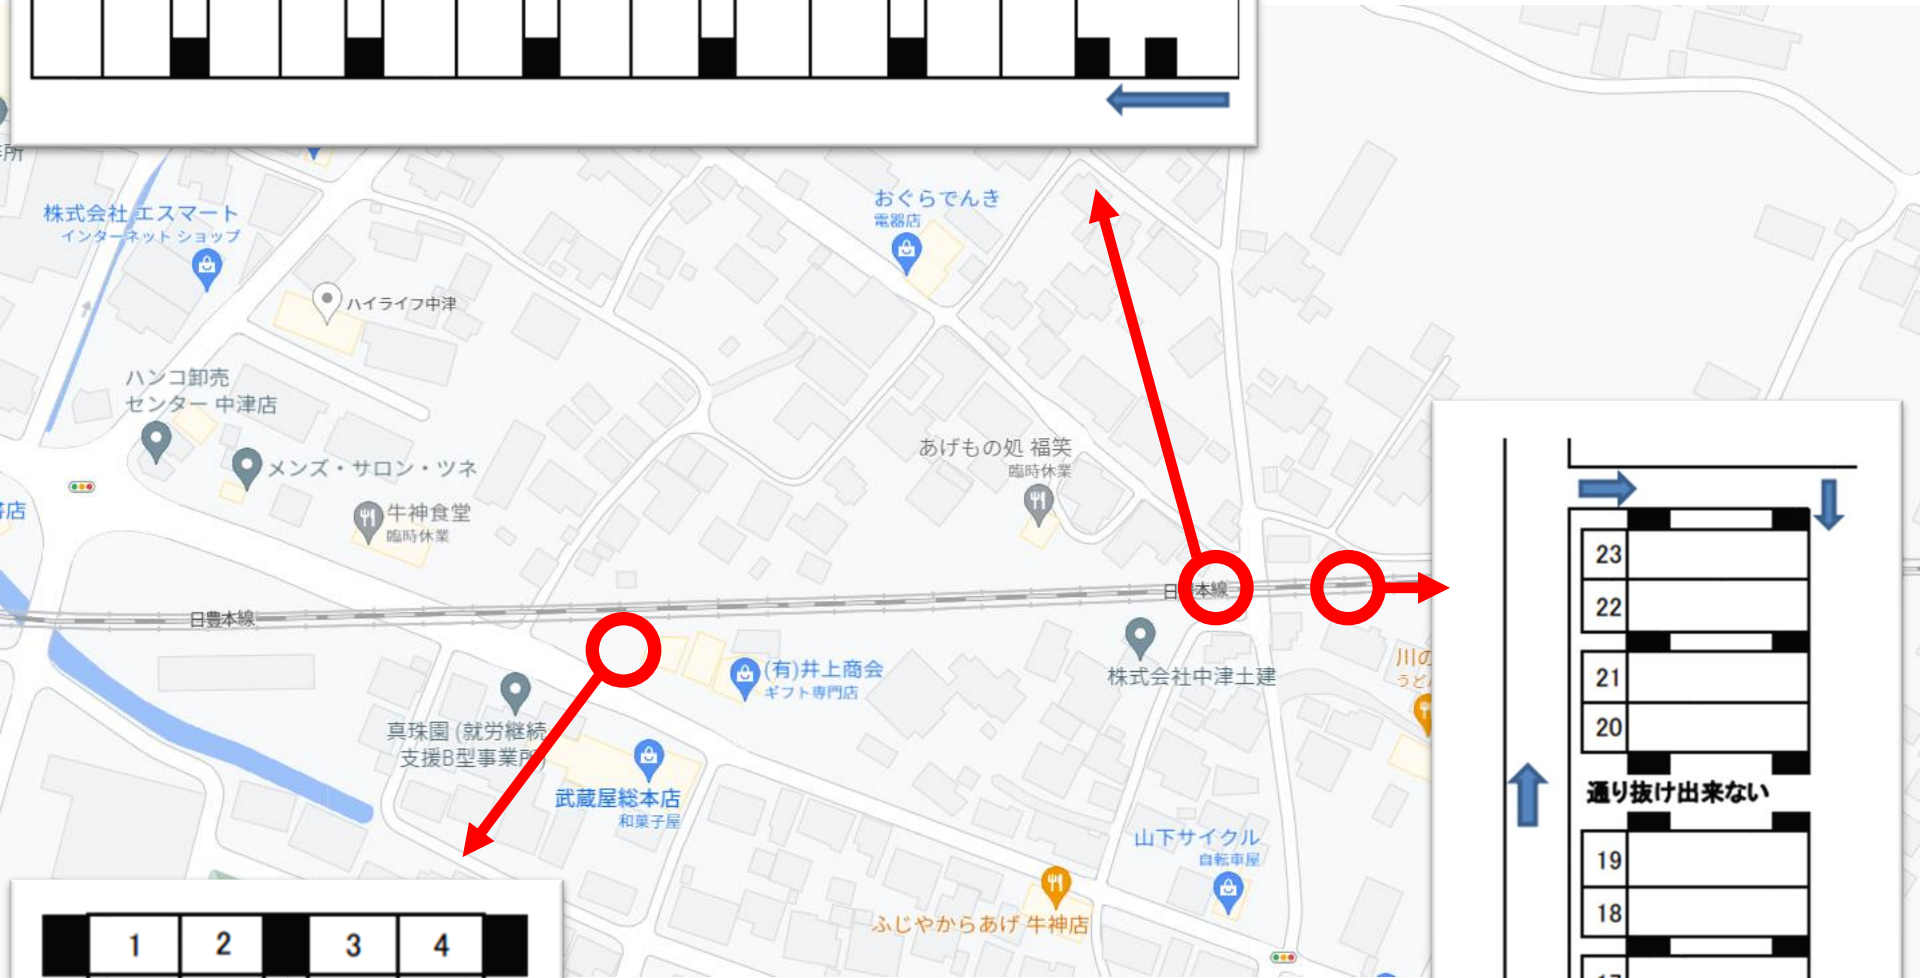 株式会社 エスマート
インターネット ショップ
おぐらでんき
電器店
ハイライフ中津
ハンコ卸売
センター 中津店
メンズ・サロン・ツネ
牛神食堂
臨時休業
あげもの処 福笑
臨時休業
日豊本線
(有)井上商会
ギフト専門店
株式会社中津土建
真珠園 (就労継続
支援B型事業所)
武蔵屋総本店
和菓子屋
山下サイクル
自転車屋
ふじやからあげ 牛神店
川の
1 2 3 4
23
22
21
20
通り抜け出来ない
19
18